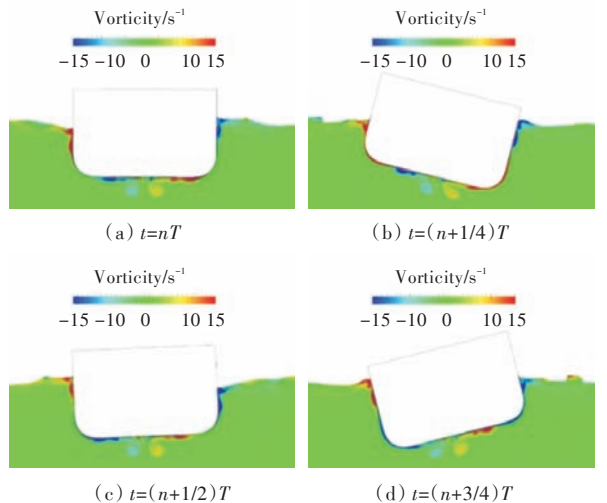 Vorticity/s⁻¹
−15 −10 0 10 15
(a) t=nT
Vorticity/s⁻¹
−15 −10 0 10 15
(b) t=(n+1/4)T
Vorticity/s⁻¹
−15 −10 0 10 15
(c) t=(n+1/2)T
Vorticity/s⁻¹
−15 −10 0 10 15
(d) t=(n+3/4)T